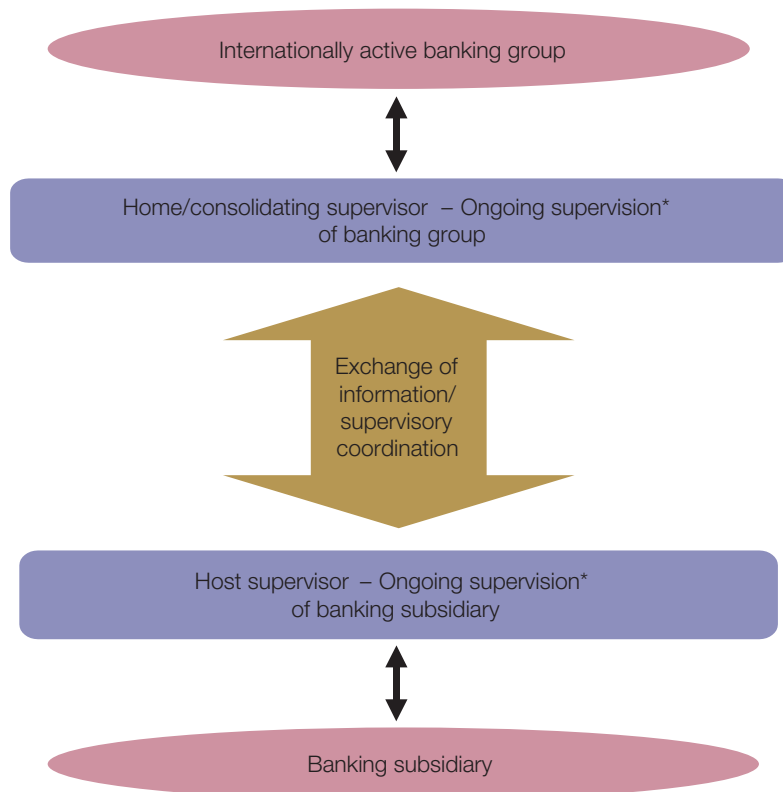 Internationally active banking group
Home/consolidating supervisor – Ongoing supervision*
of banking group
Exchange of
information/
supervisory
coordination
Host supervisor – Ongoing supervision*
of banking subsidiary
Banking subsidiary